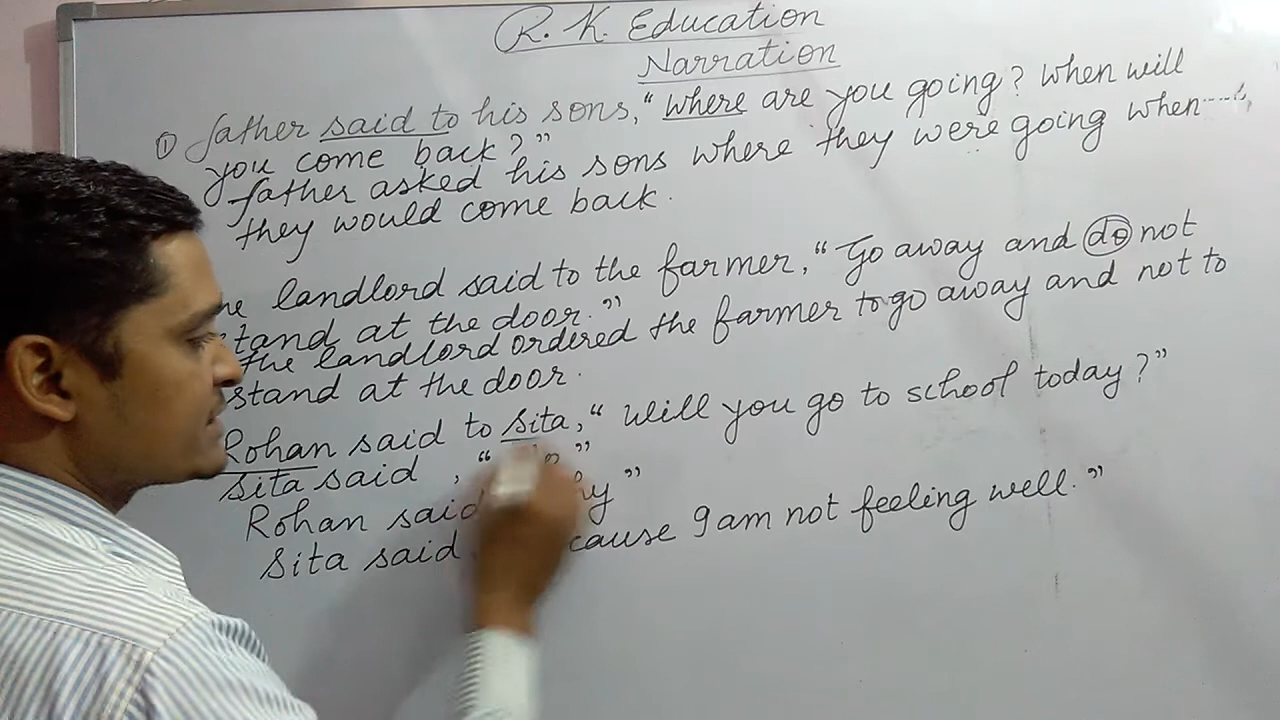 R. K. Education
Narration
① father said to his sons, "where are you going? when will
you come back?"
father asked his sons where they were going when
they would come back.
landlord said to the farmer, "Go away and do not
stand at the door."
the landlord ordered the farmer to go away and not to
stand at the door.
Rohan said to Sita, "will you go to school today?"
Sita said, "
Rohan said
Sita said I am not feeling well."